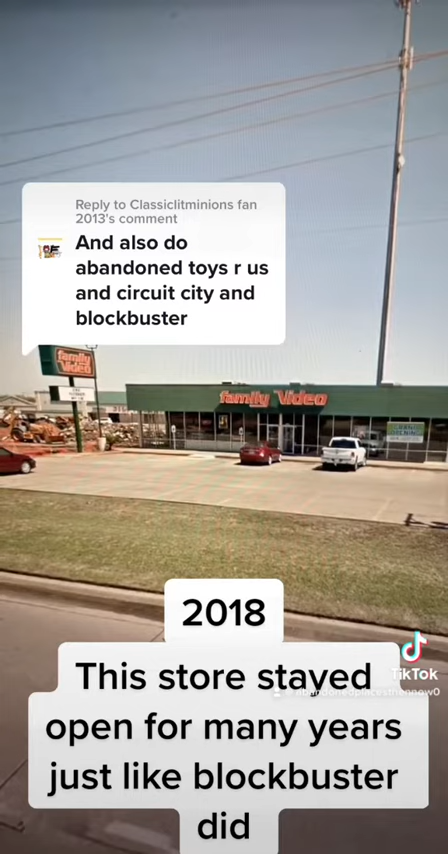 Reply to Classiclitminions fan
2013's comment
And also do
abandoned toys r us
and circuit city and
blockbuster
family
Video
family Video
2018
This store stayed
TikTok
open for many years
just like blockbuster
did